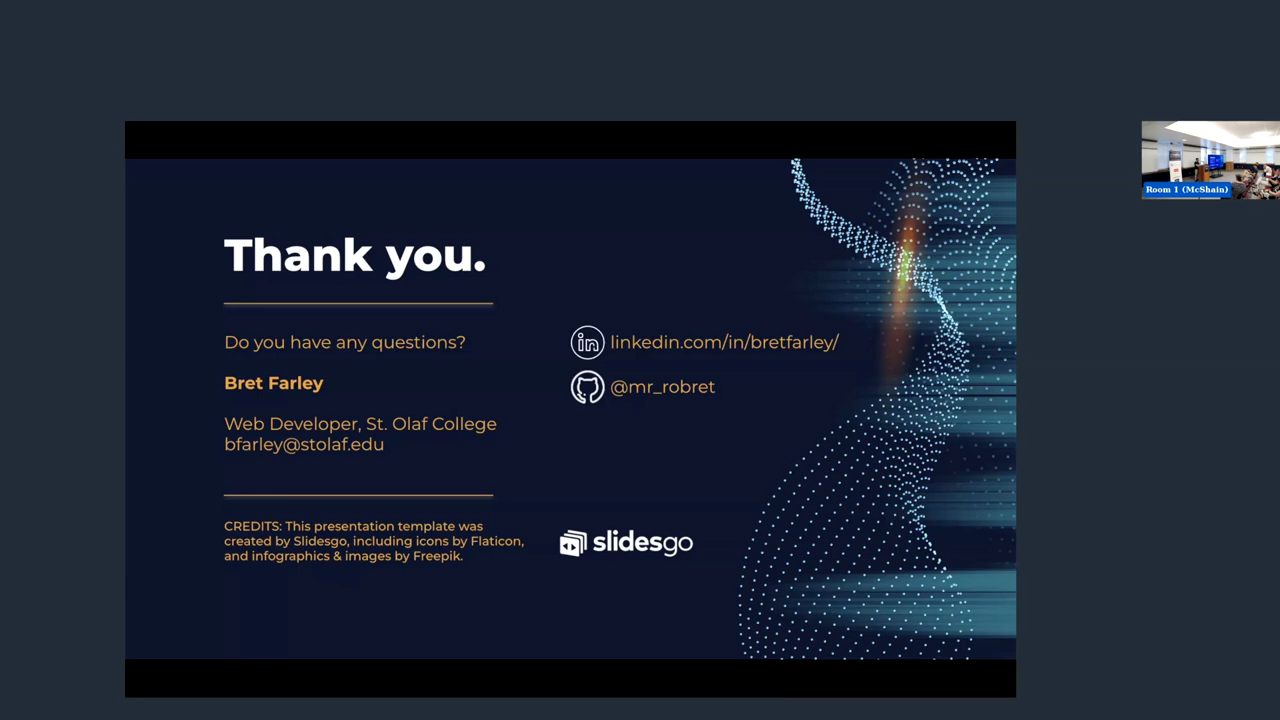 Thank you.
Do you have any questions?
Bret Farley
Web Developer, St. Olaf College
bfarley@stolaf.edu
linkedin.com/in/bretfarley/
@mr_robret
CREDITS: This presentation template was
created by Slidesgo, including icons by Flaticon,
and infographics & images by Freepik.
slidesgo
Room 1 (McShain)